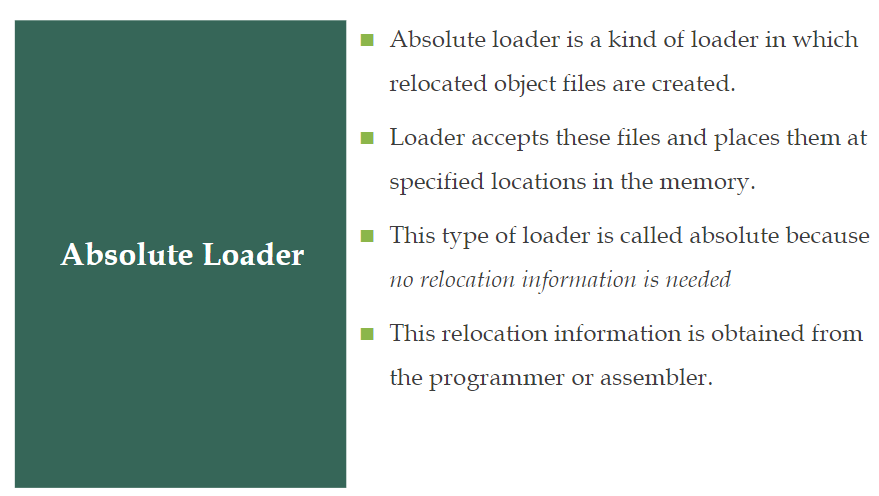 Absolute Loader
Absolute loader is a kind of loader in which
relocated object files are created.
Loader accepts these files and places them at
specified locations in the memory.
This type of loader is called absolute because
no relocation information is needed
This relocation information is obtained from
the programmer or assembler.